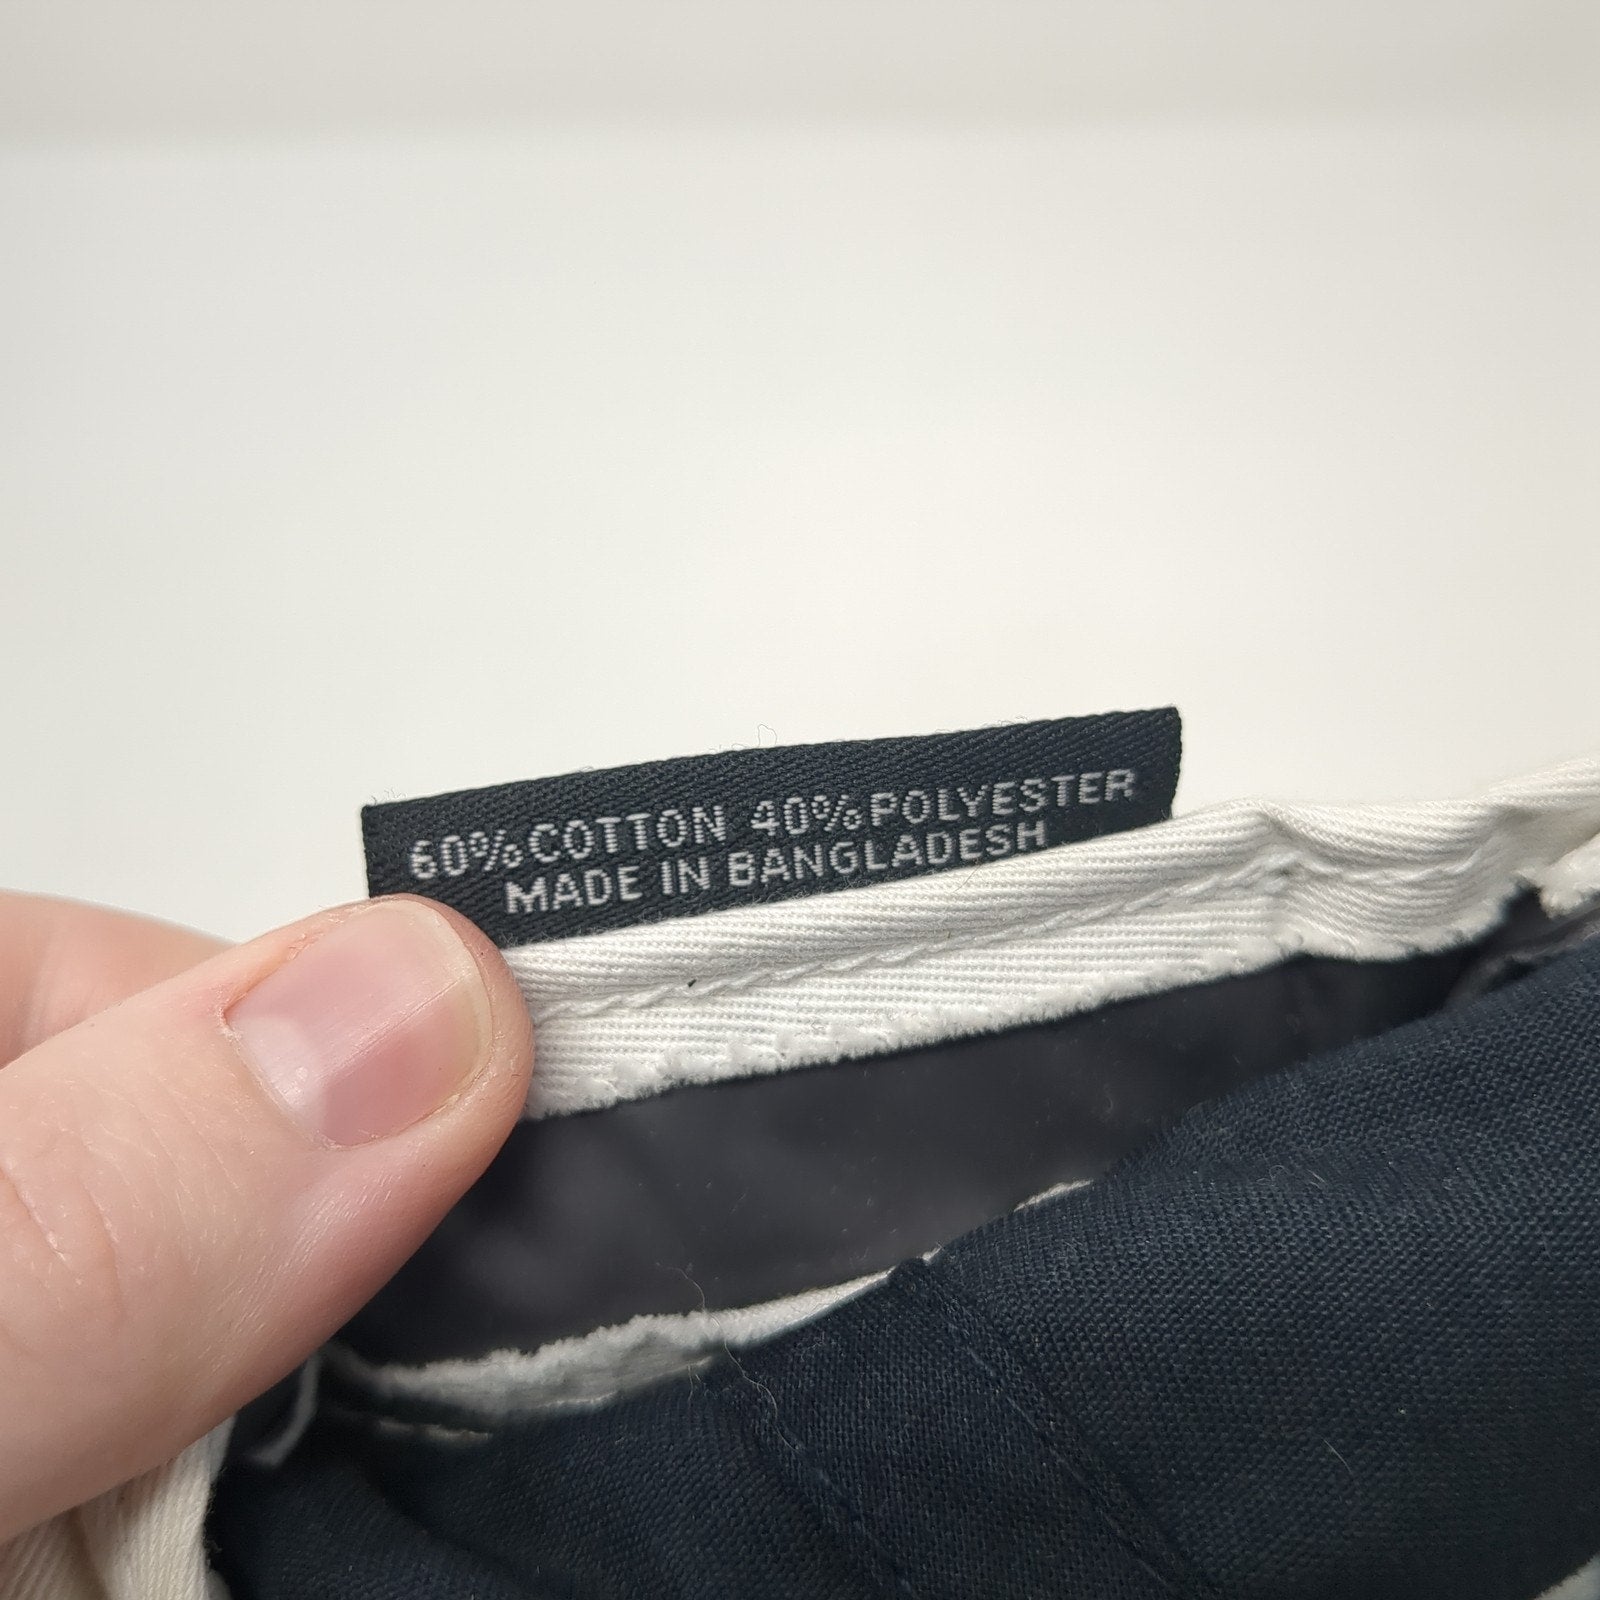 60% COTTON 40% POLYESTER
MADE IN BANGLADESH